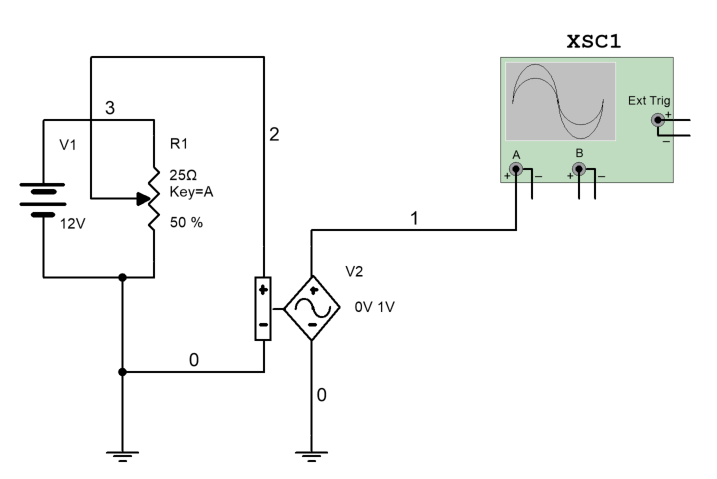 XSC1
Ext Trig
+
−
A
B
+
−
+
−
3
V1
R1
25Ω
Key=A
50 %
12V
2
1
V2
+
−
+
−
0V 1V
0
0